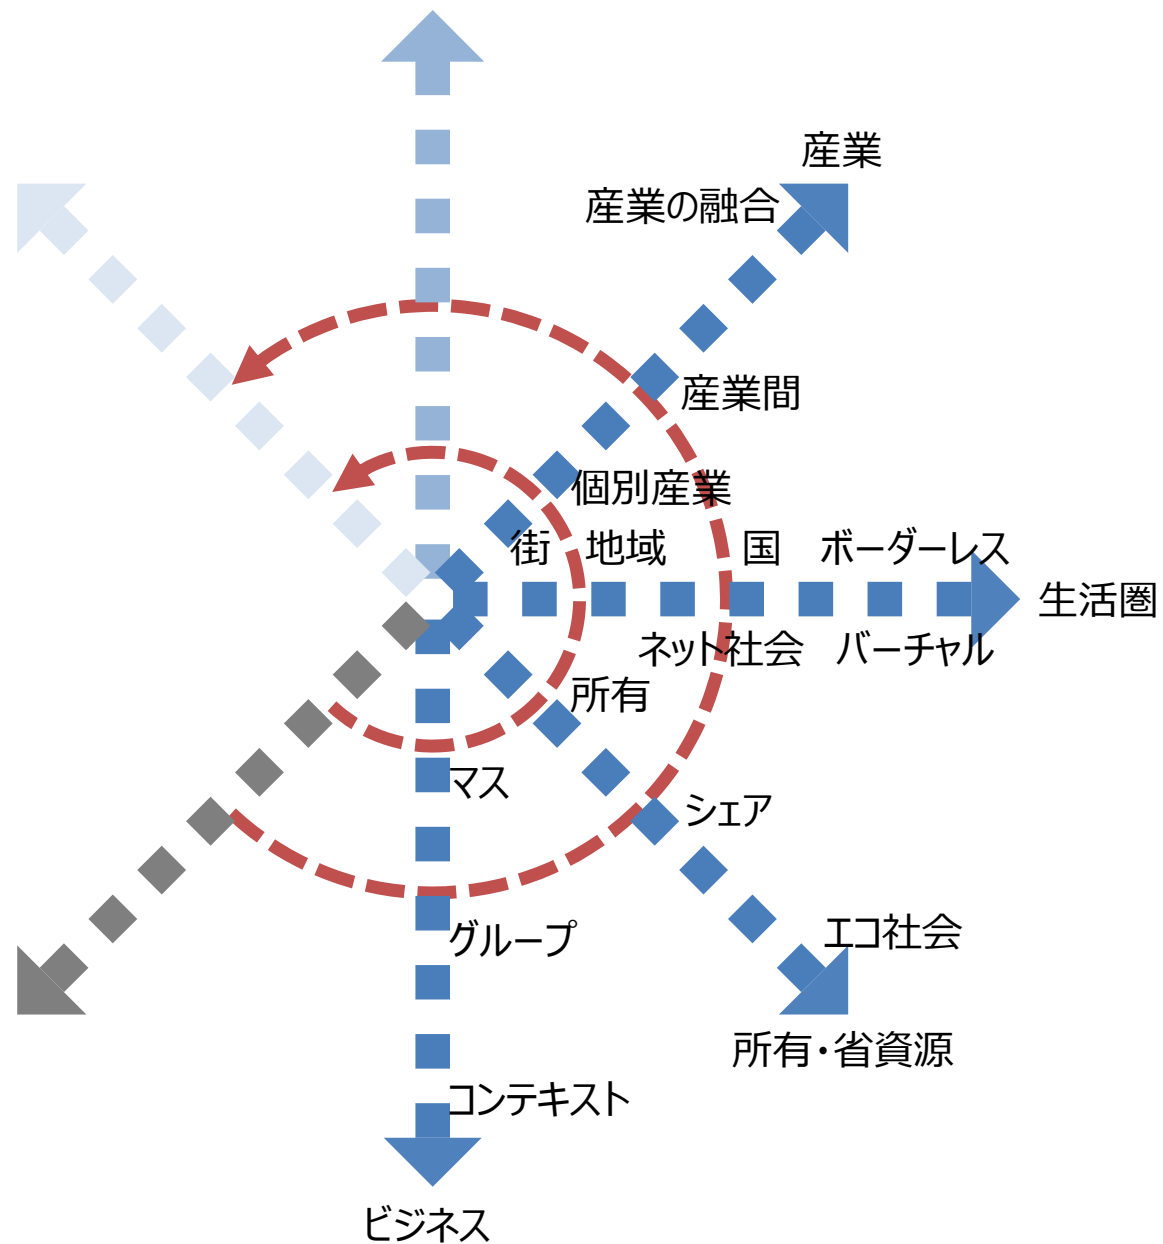 産業
産業の融合
産業間
個別産業
街 地域 国 ボーダーレス
生活圏
ネット社会 バーチャル
所有
マス
シェア
エコ社会
グループ
所有・省資源
コンテキスト
ビジネス